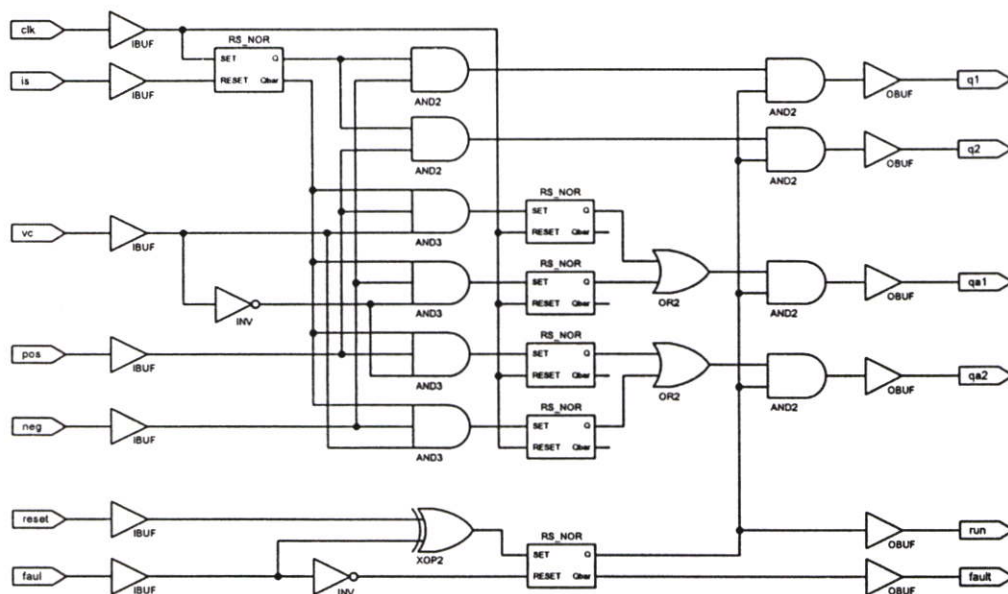 clk
IBUF
RS_NOR
SET Q
RESET Qbar
is
IBUF
AND2
AND2
OBUF
q1
AND2
AND2
OBUF
q2
vc
IBUF
AND3
RS_NOR
SET Q
RESET Qbar
INV
AND3
RS_NOR
SET Q
RESET Qbar
OR2
AND2
OBUF
qa1
pos
IBUF
AND3
RS_NOR
SET Q
RESET Qbar
OR2
AND2
OBUF
qa2
neg
IBUF
AND3
RS_NOR
SET Q
RESET Qbar
reset
IBUF
XOP2
RS_NOR
SET Q
RESET Qbar
OBUF
run
faul
IBUF
INV
OBUF
fault